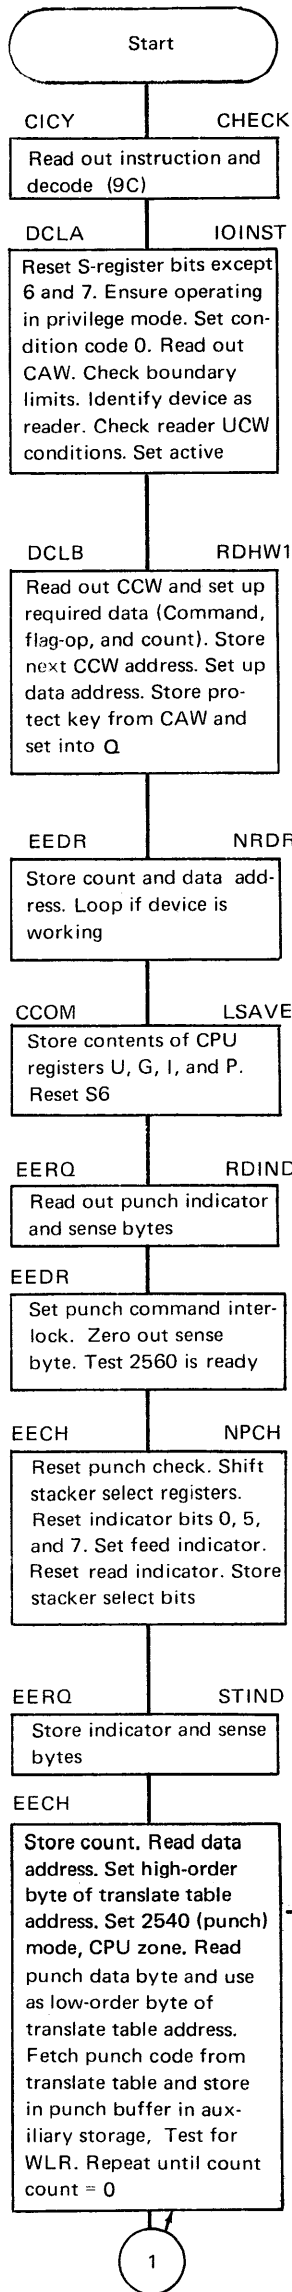 Start
CICY CHECK
Read out instruction and
decode (9C)
DCLA IOINST
Reset S-register bits except
6 and 7. Ensure operating
in privilege mode. Set con-
dition code 0. Read out
CAW. Check boundary
limits. Identify device as
reader. Check reader UCW
conditions. Set active
DCLB RDHW1
Read out CCW and set up
required data (Command,
flag-op, and count). Store
next CCW address. Set up
data address. Store pro-
tect key from CAW and
set into Q
EEDR NRDR
Store count and data add-
ress. Loop if device is
working
CCOM LSAVE
Store contents of CPU
registers U, G, I, and P.
Reset S6
EERQ RDIND
Read out punch indicator
and sense bytes
EEDR
Set punch command inter-
lock. Zero out sense
byte. Test 2560 is ready
EECH NPCH
Reset punch check. Shift
stacker select registers.
Reset indicator bits 0, 5,
and 7. Set feed indicator.
Reset read indicator. Store
stacker select bits
EERQ STIND
Store indicator and sense
bytes
EECH
Store count. Read data
address. Set high-order
byte of translate table
address. Set 2540 (punch)
mode, CPU zone. Read
punch data byte and use
as low-order byte of
translate table address.
Fetch punch code from
translate table and store
in punch buffer in aux-
iliary storage, Test for
WLR. Repeat until count
count = 0
1